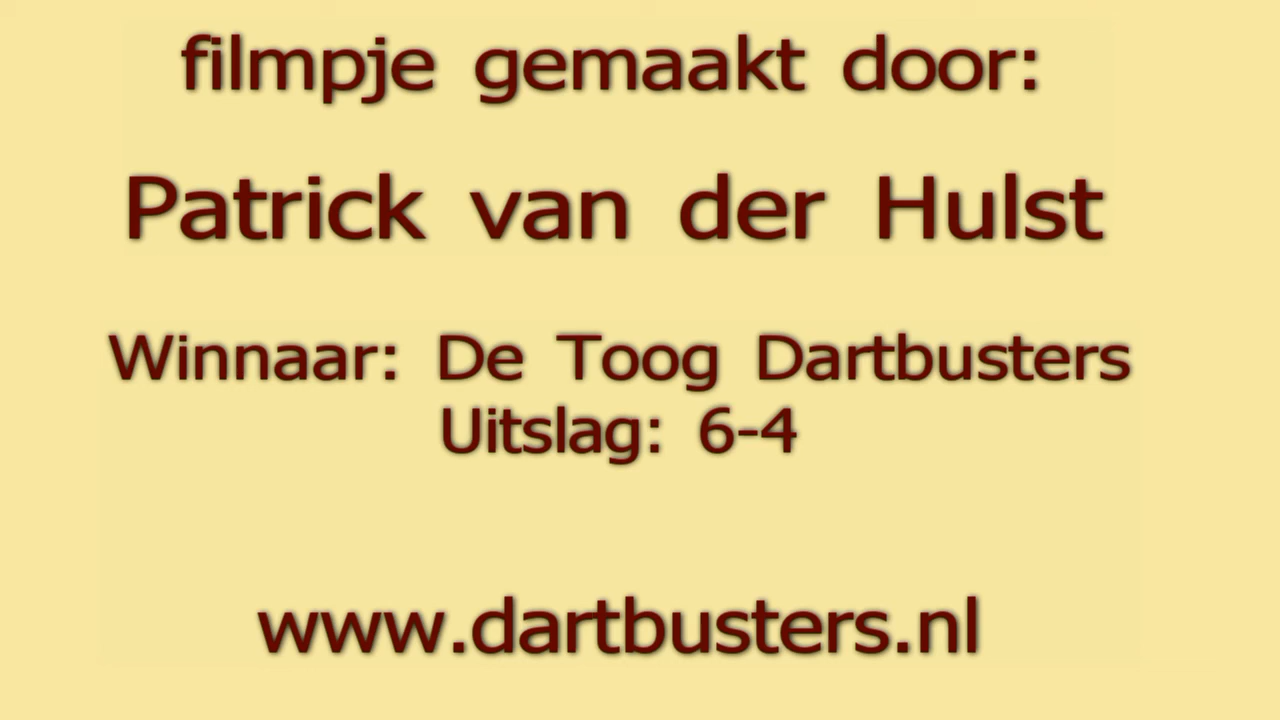 filmpje gemaakt door:
Patrick van der Hulst
Winnaar: De Toog Dartbusters
Uitslag: 6-4
www.dartbusters.nl